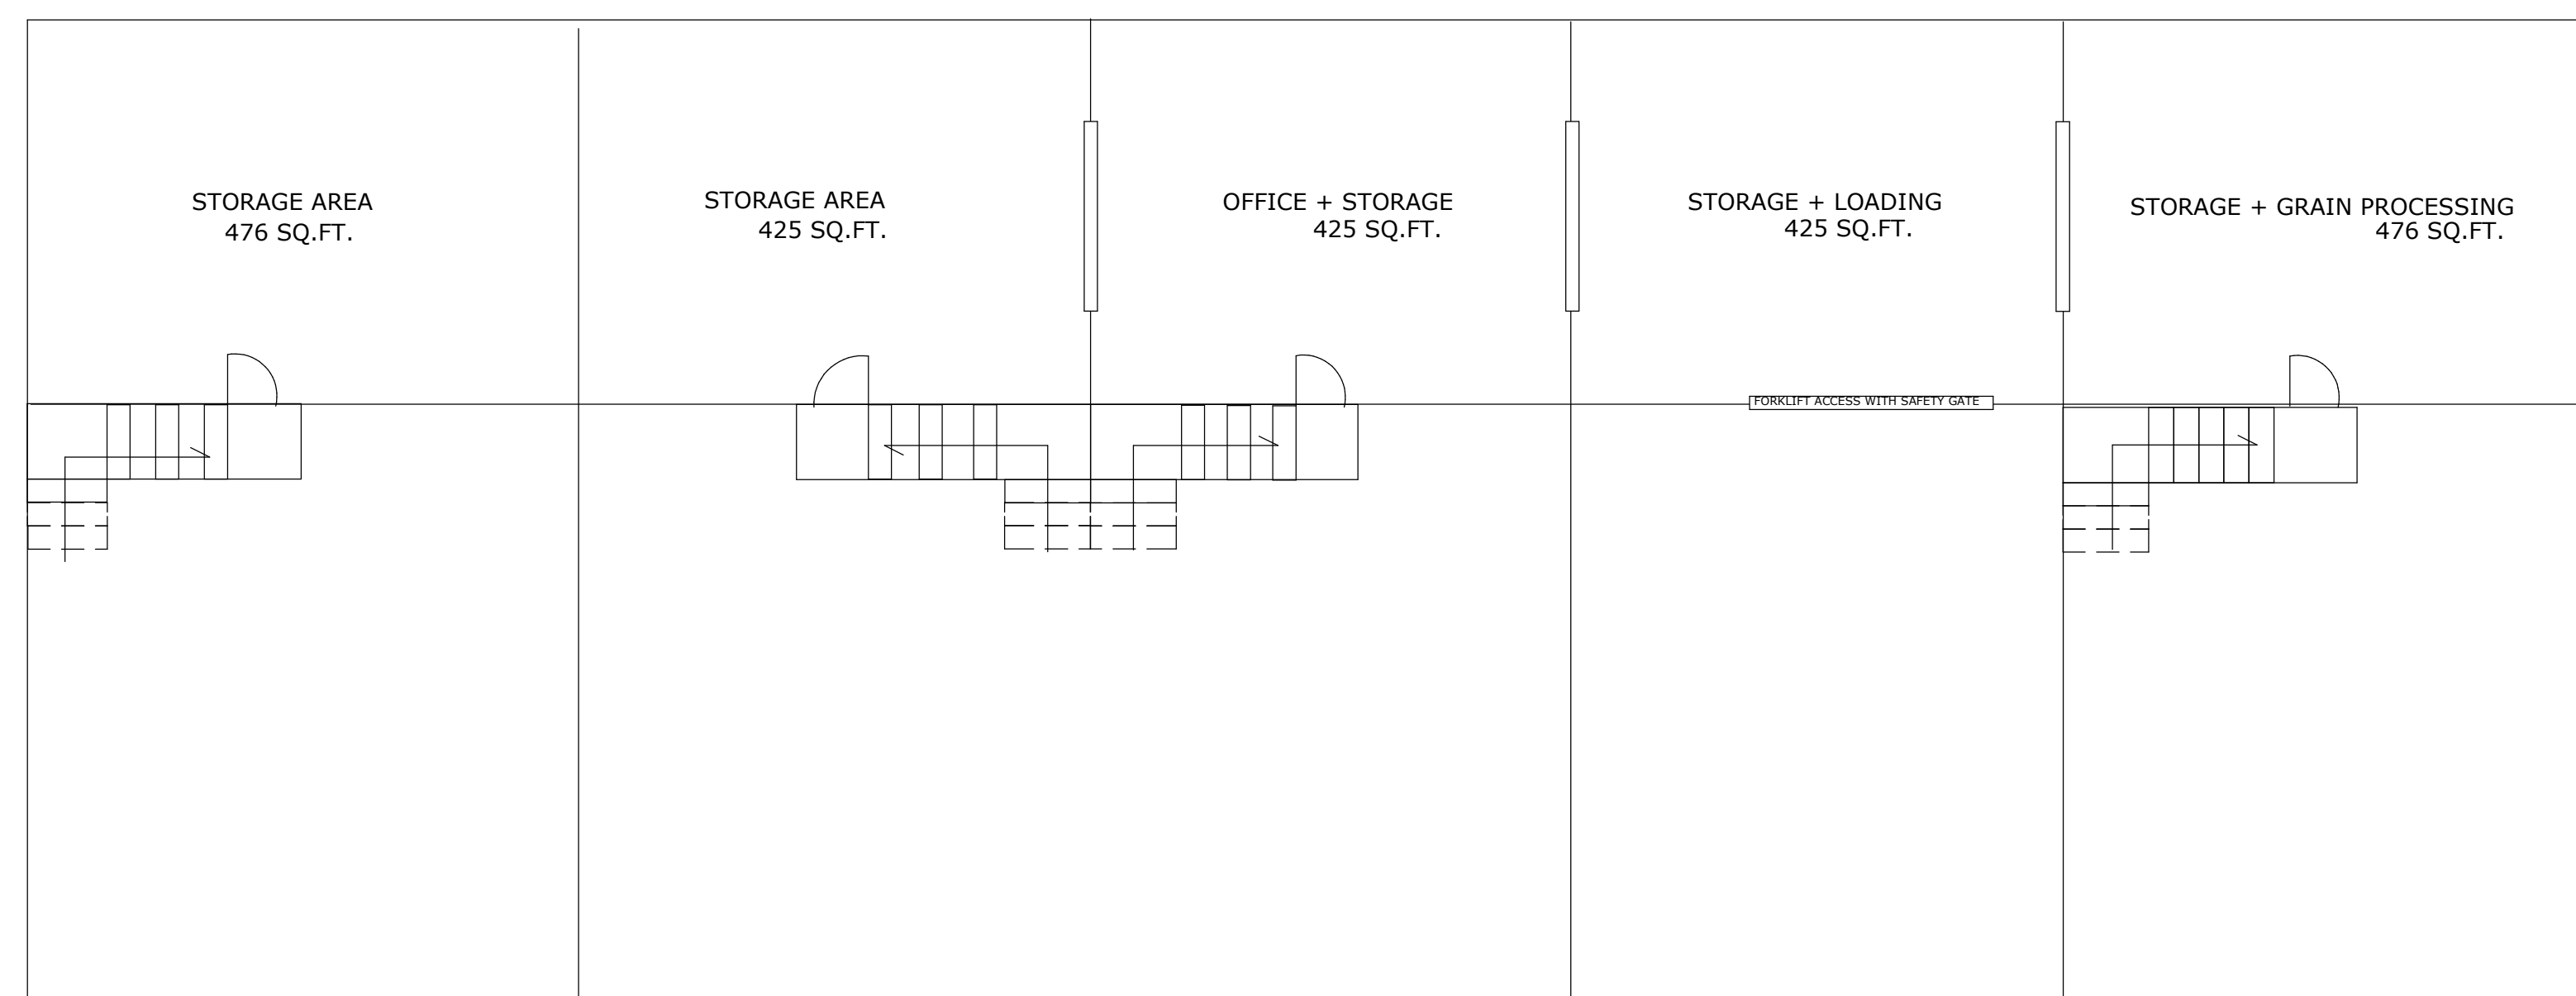 STORAGE AREA
476 SQ.FT.
STORAGE AREA
425 SQ.FT.
OFFICE + STORAGE
425 SQ.FT.
STORAGE + LOADING
425 SQ.FT.
STORAGE + GRAIN PROCESSING
476 SQ.FT.
FORKLIFT ACCESS WITH SAFETY GATE